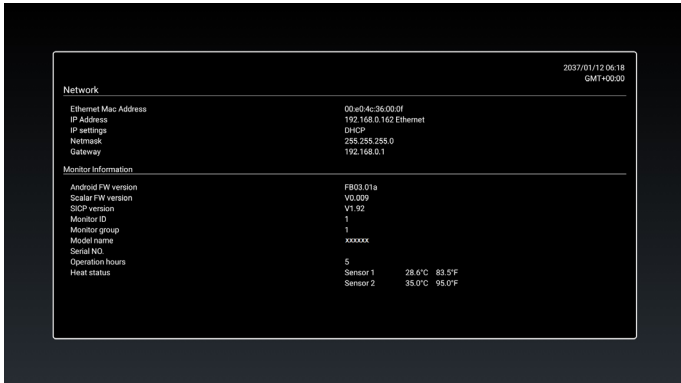 2037/01/12 06:18
GMT+00:00
Network
Ethernet Mac Address 00:e0:4c:36:00:0f
IP Address 192.168.0.162 Ethernet
IP settings DHCP
Netmask 255.255.255.0
Gateway 192.168.0.1
Monitor Information
Android FW version FB03.01a
Scalar FW version V0.009
SICP version V1.92
Monitor ID 1
Monitor group 1
Model name xxxxxx
Serial NO.
Operation hours 5
Heat status Sensor 1 28.6°C 83.5°F
Sensor 2 35.0°C 95.0°F